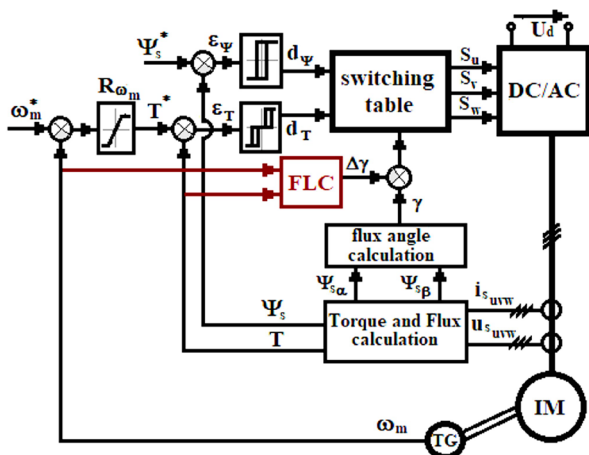 Ψs* εΨ dΨ
Ud
Rωm
ωm* T* εT dT
switching
table
Su
Sv
Sw
DC/AC
FLC Δγ
γ
flux angle
calculation
Ψsα Ψsβ
Ψs
T
Torque and Flux
calculation
isuvw
usuvw
IM
ωm TG